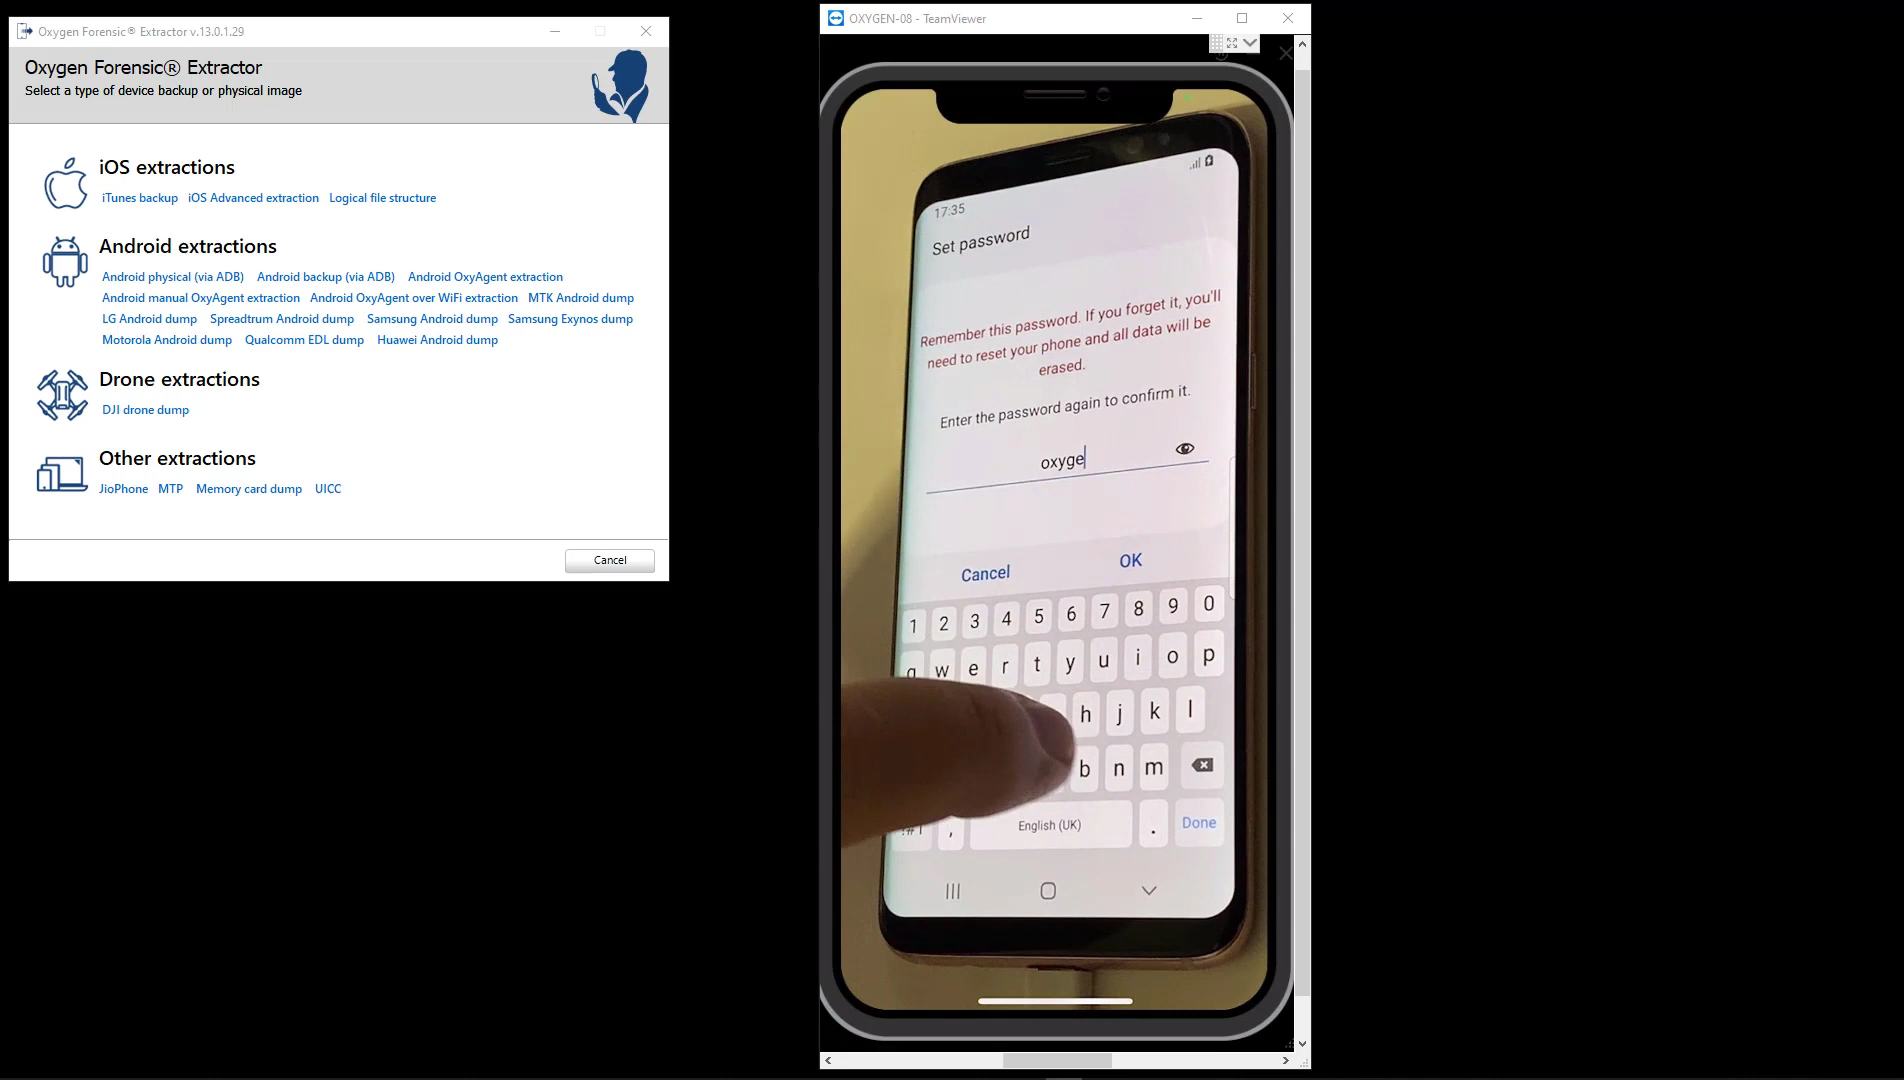 Oxygen Forensic® Extractor v.13.0.1.29
Oxygen Forensic® Extractor
Select a type of device backup or physical image
iOS extractions
iTunes backup iOS Advanced extraction Logical file structure
Android extractions
Android physical (via ADB) Android backup (via ADB) Android OxyAgent extraction
Android manual OxyAgent extraction Android OxyAgent over WiFi extraction MTK Android dump
LG Android dump Spreadtrum Android dump Samsung Android dump Samsung Exynos dump
Motorola Android dump Qualcomm EDL dump Huawei Android dump
Drone extractions
DJI drone dump
Other extractions
JioPhone MTP Memory card dump UICC
Cancel
OXYGEN-08 - TeamViewer
17:35
Set password
Remember this password. If you forget it, you'll
need to reset your phone and all data will be
erased.
Enter the password again to confirm it.
oxyge
Cancel OK
1 2 3 4 5 6 7 8 9 0
q w e r t y u i o p
h j k l
b n m
!#1 , English (UK) . Done